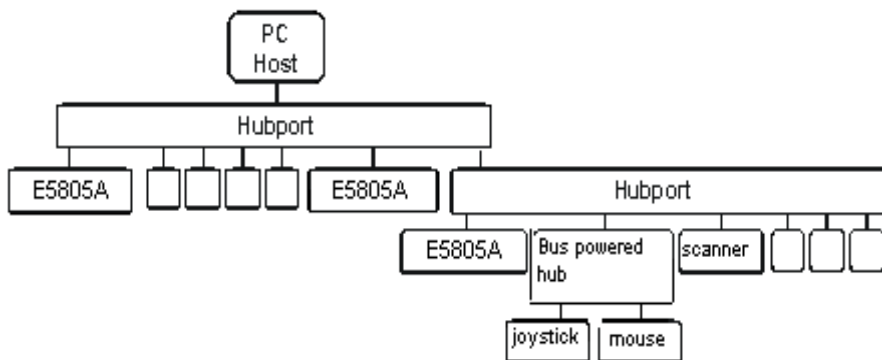 PC
Host
Hubport
E5805A
E5805A
Hubport
E5805A
Bus powered
hub
scanner
joystick
mouse